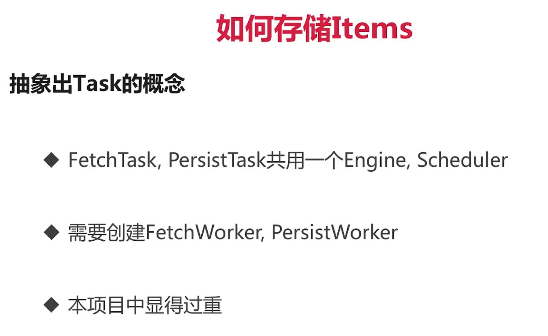 如何存储Items
抽象出Task的概念
◆ FetchTask, PersistTask共用一个Engine, Scheduler
◆ 需要创建FetchWorker, PersistWorker
◆ 本项目中显得过重